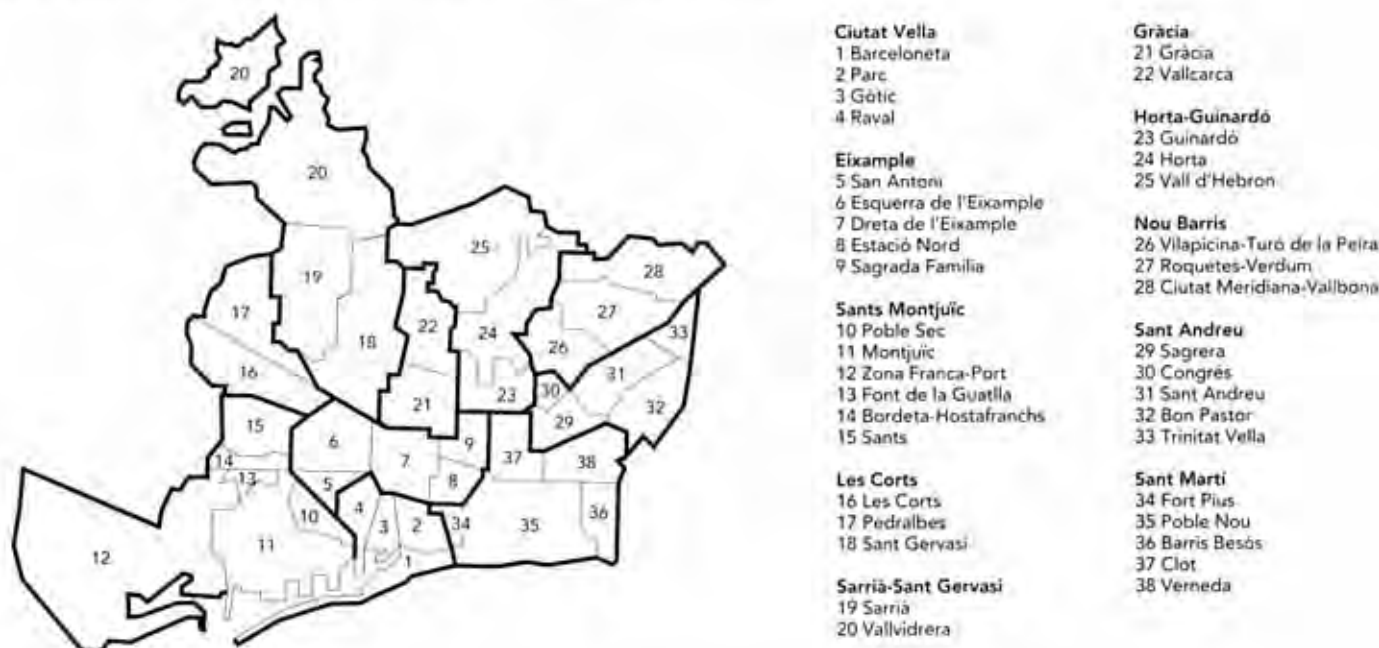 Ciutat Vella
1 Barceloneta
2 Parc
3 Gòtic
4 Raval
Eixample
5 San Antoni
6 Esquerra de l'Eixample
7 Dreta de l'Eixample
8 Estació Nord
9 Sagrada Família
Sants Montjuïc
10 Poble Sec
11 Montjuïc
12 Zona Franca-Port
13 Font de la Guatlla
14 Bordeta-Hostafranchs
15 Sants
Les Corts
16 Les Corts
17 Pedralbes
18 Sant Gervasi
Sarrià-Sant Gervasi
19 Sarrià
20 Vallvidrera
Gràcia
21 Gràcia
22 Vallcarca
Horta-Guinardó
23 Guinardó
24 Horta
25 Vall d'Hebron
Nou Barris
26 Vilapicina-Turó de la Peira
27 Roquetes-Verdum
28 Ciutat Meridiana-Vallbona
Sant Andreu
29 Sagrera
30 Congrés
31 Sant Andreu
32 Bon Pastor
33 Trinitat Vella
Sant Martí
34 Fort Pius
35 Poble Nou
36 Barris Besòs
37 Clot
38 Verneda
20
20
25
28
19
17
27
22
33
18
24
26
16
31
30
23
21
32
29
15
6
9
37
7
38
14
8
13
5
10
4
36
3
2
34
35
11
12
1